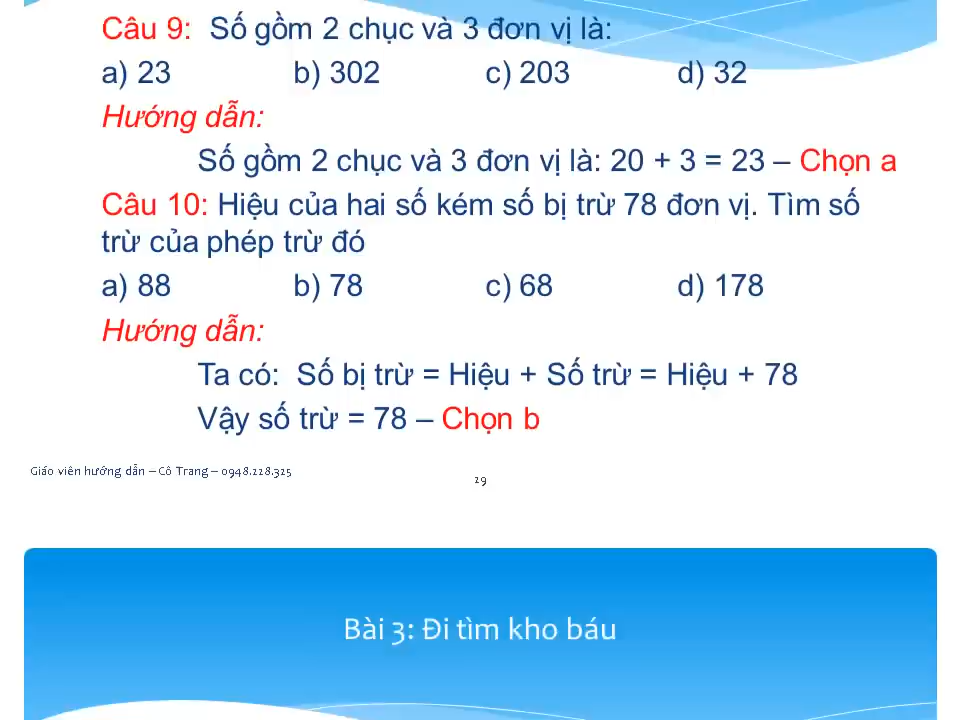 Câu 9: Số gồm 2 chục và 3 đơn vị là:
a) 23 b) 302 c) 203 d) 32
Hướng dẫn:
Số gồm 2 chục và 3 đơn vị là: 20 + 3 = 23 – Chọn a
Câu 10: Hiệu của hai số kém số bị trừ 78 đơn vị. Tìm số
trừ của phép trừ đó
a) 88 b) 78 c) 68 d) 178
Hướng dẫn:
Ta có: Số bị trừ = Hiệu + Số trừ = Hiệu + 78
Vậy số trừ = 78 – Chọn b
Giáo viên hướng dẫn – Cô Trang – 0948.228.325
29
Bài 3: Đi tìm kho báu